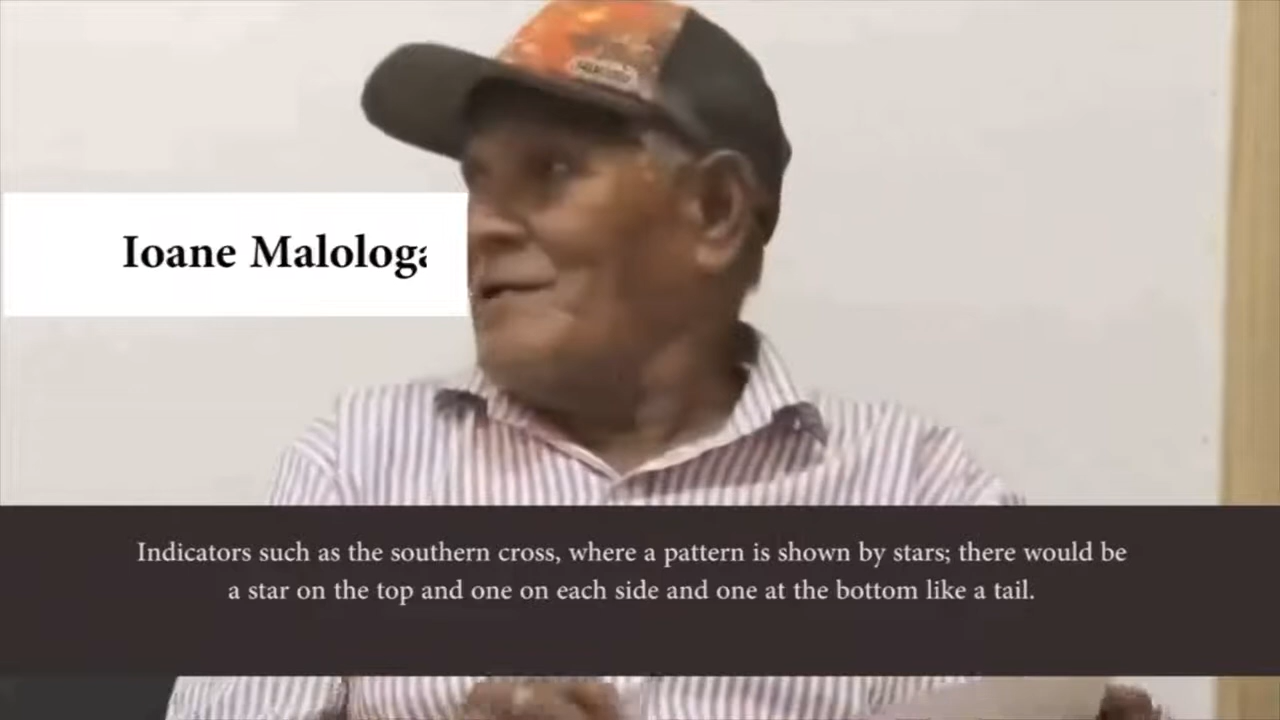 Ioane Malologa
Indicators such as the southern cross, where a pattern is shown by stars; there would be
a star on the top and one on each side and one at the bottom like a tail.